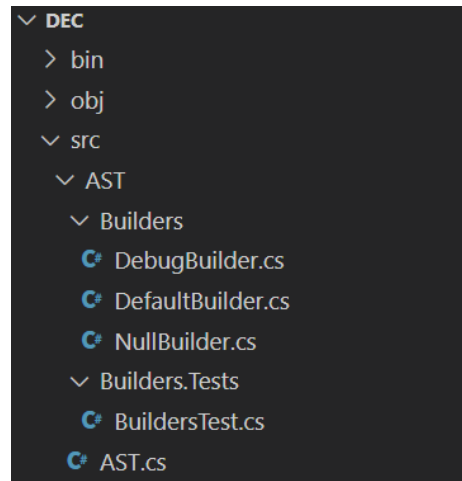 DEC
bin
obj
src
AST
Builders
C# DebugBuilder.cs
C# DefaultBuilder.cs
C# NullBuilder.cs
Builders.Tests
C# BuildersTest.cs
C# AST.cs